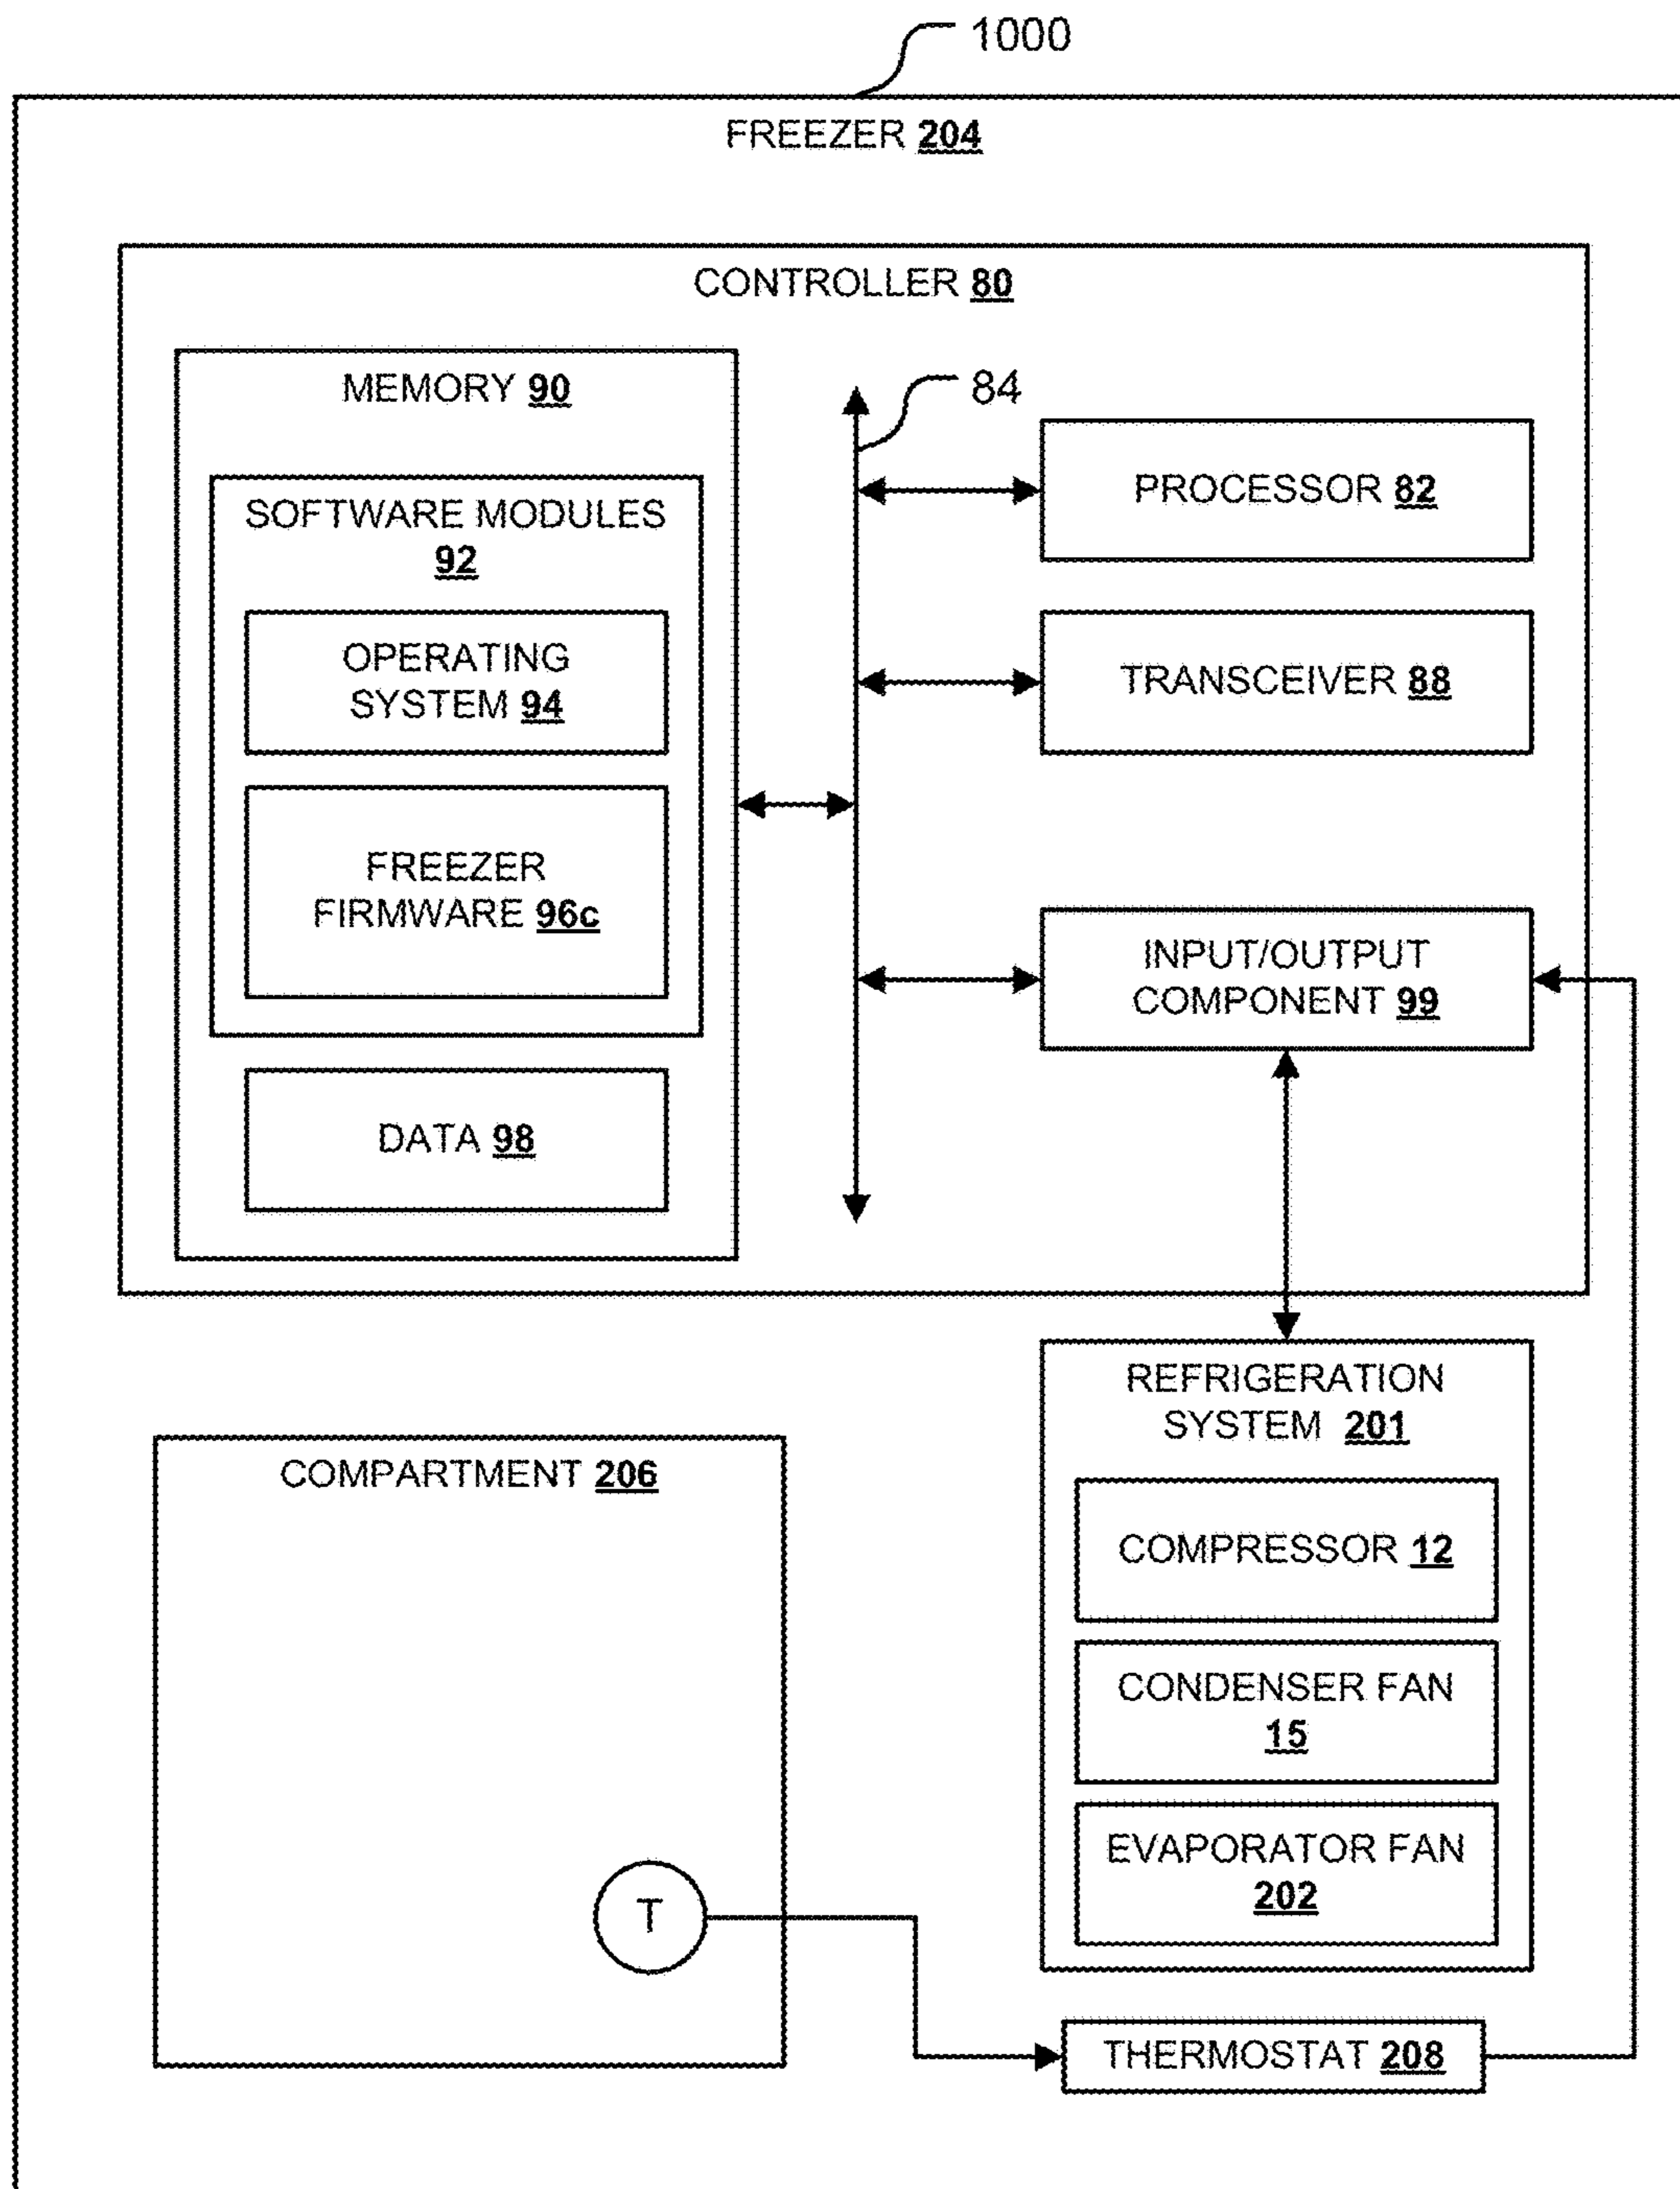 1000
FREEZER 204
CONTROLLER 80
MEMORY 90
84
SOFTWARE MODULES
92
OPERATING
SYSTEM 94
FREEZER
FIRMWARE 96c
DATA 98
PROCESSOR 82
TRANSCEIVER 88
INPUT/OUTPUT
COMPONENT 99
REFRIGERATION
SYSTEM 201
COMPRESSOR 12
CONDENSER FAN
15
EVAPORATOR FAN
202
COMPARTMENT 206
T
THERMOSTAT 208